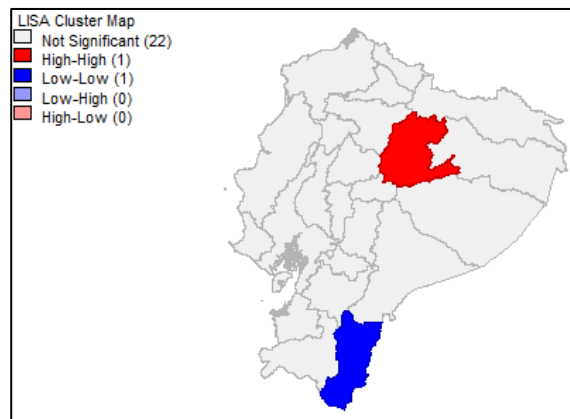 LISA Cluster Map
Not Significant (22)
High-High (1)
Low-Low (1)
Low-High (0)
High-Low (0)